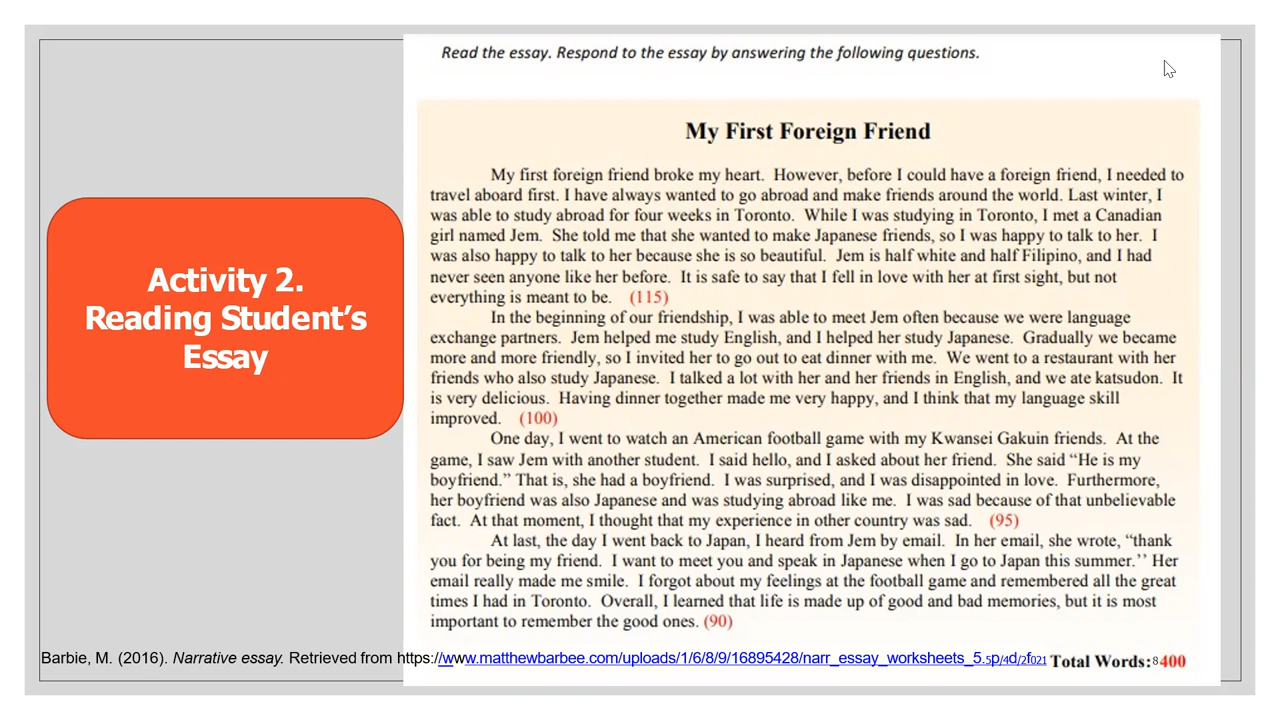 Read the essay. Respond to the essay by answering the following questions.
Activity 2.
Reading Student’s
Essay
My First Foreign Friend
My first foreign friend broke my heart. However, before I could have a foreign friend, I needed to
travel aboard first. I have always wanted to go abroad and make friends around the world. Last winter, I
was able to study abroad for four weeks in Toronto. While I was studying in Toronto, I met a Canadian
girl named Jem. She told me that she wanted to make Japanese friends, so I was happy to talk to her. I
was also happy to talk to her because she is so beautiful. Jem is half white and half Filipino, and I had
never seen anyone like her before. It is safe to say that I fell in love with her at first sight, but not
everything is meant to be. (115)
In the beginning of our friendship, I was able to meet Jem often because we were language
exchange partners. Jem helped me study English, and I helped her study Japanese. Gradually we became
more and more friendly, so I invited her to go out to eat dinner with me. We went to a restaurant with her
friends who also study Japanese. I talked a lot with her and her friends in English, and we ate katsudon. It
is very delicious. Having dinner together made me very happy, and I think that my language skill
improved. (100)
One day, I went to watch an American football game with my Kwansei Gakuin friends. At the
game, I saw Jem with another student. I said hello, and I asked about her friend. She said “He is my
boyfriend.” That is, she had a boyfriend. I was surprised, and I was disappointed in love. Furthermore,
her boyfriend was also Japanese and was studying abroad like me. I was sad because of that unbelievable
fact. At that moment, I thought that my experience in other country was sad. (95)
At last, the day I went back to Japan, I heard from Jem by email. In her email, she wrote, “thank
you for being my friend. I want to meet you and speak in Japanese when I go to Japan this summer.’’ Her
email really made me smile. I forgot about my feelings at the football game and remembered all the great
times I had in Toronto. Overall, I learned that life is made up of good and bad memories, but it is most
important to remember the good ones. (90)
Barbie, M. (2016). Narrative essay. Retrieved from https://www.matthewbarbee.com/uploads/1/6/8/9/16895428/narr_essay_worksheets_5.5p/4d/2f021 Total Words: 8 400